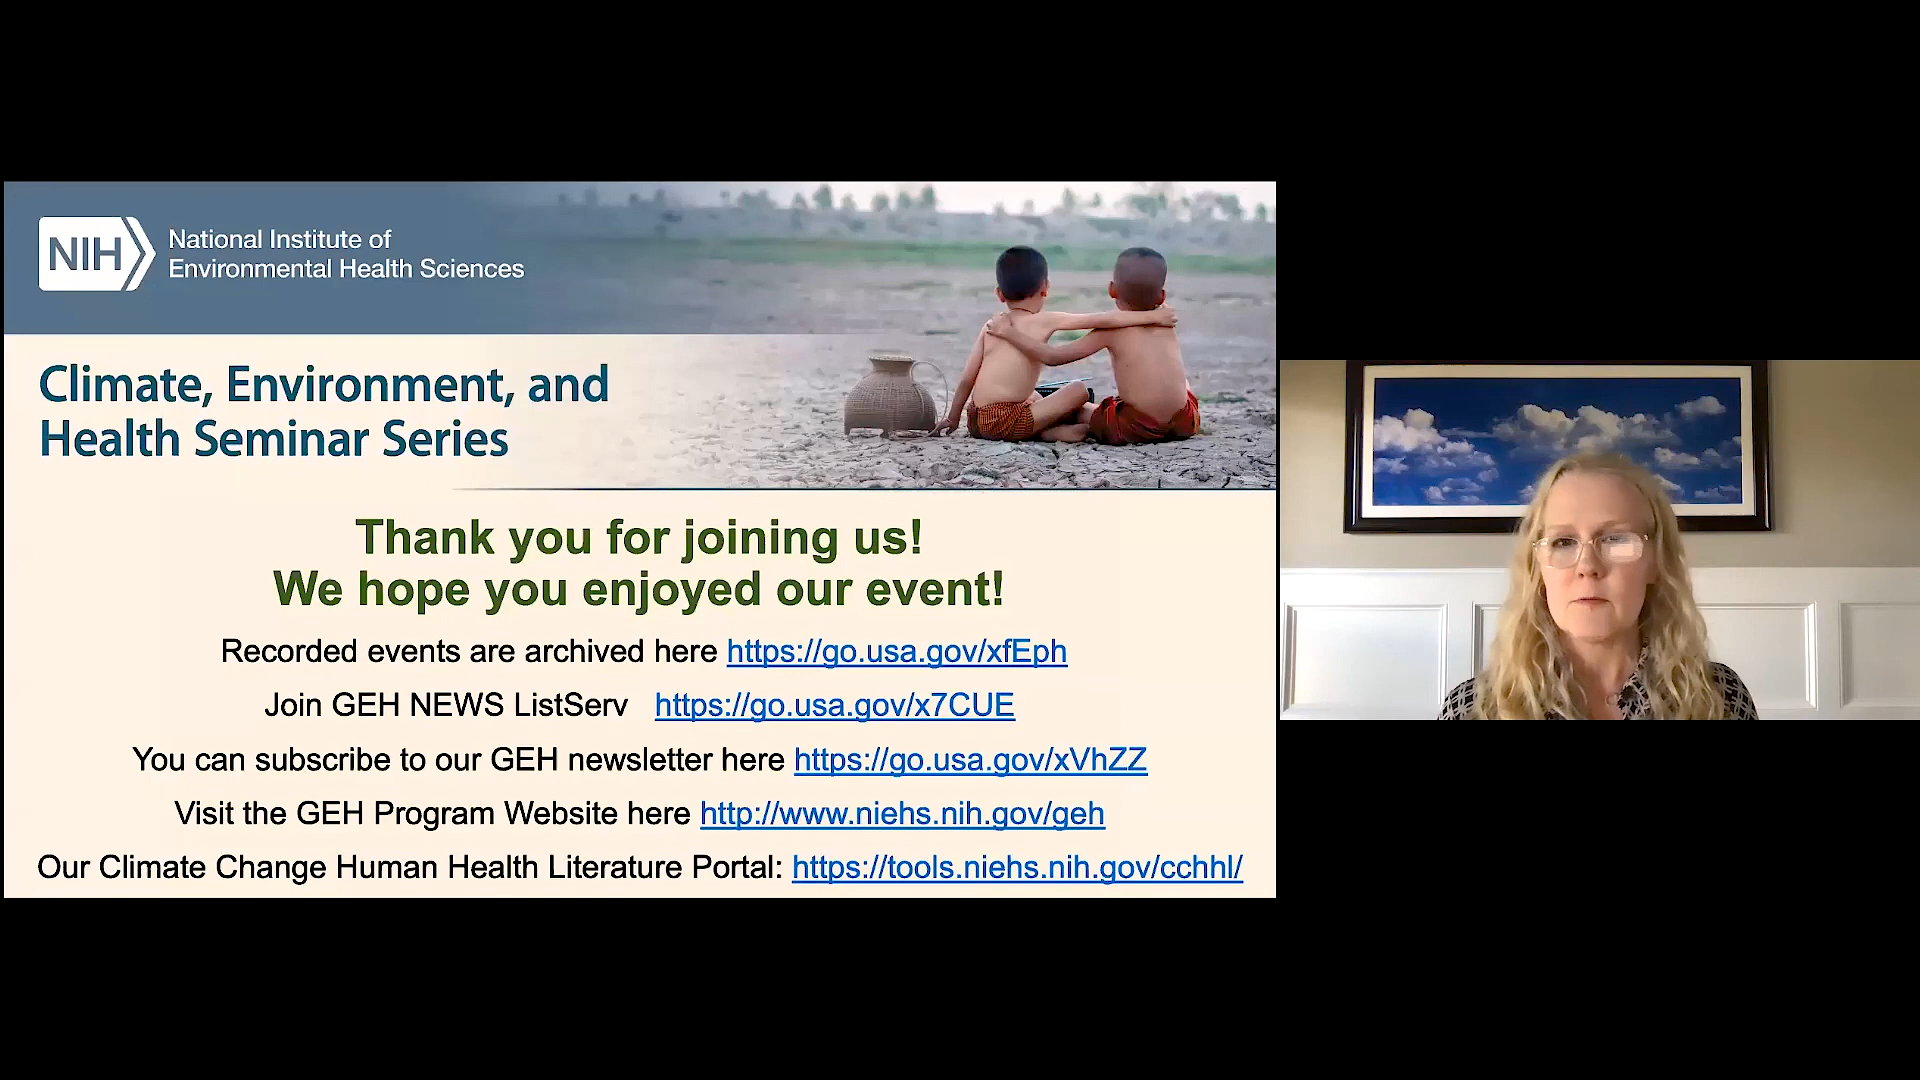 NIH
National Institute of
Environmental Health Sciences
Climate, Environment, and
Health Seminar Series
Thank you for joining us!
We hope you enjoyed our event!
Recorded events are archived here https://go.usa.gov/xfEph
Join GEH NEWS ListServ https://go.usa.gov/x7CUE
You can subscribe to our GEH newsletter here https://go.usa.gov/xVhZZ
Visit the GEH Program Website here http://www.niehs.nih.gov/geh
Our Climate Change Human Health Literature Portal: https://tools.niehs.nih.gov/cchhl/